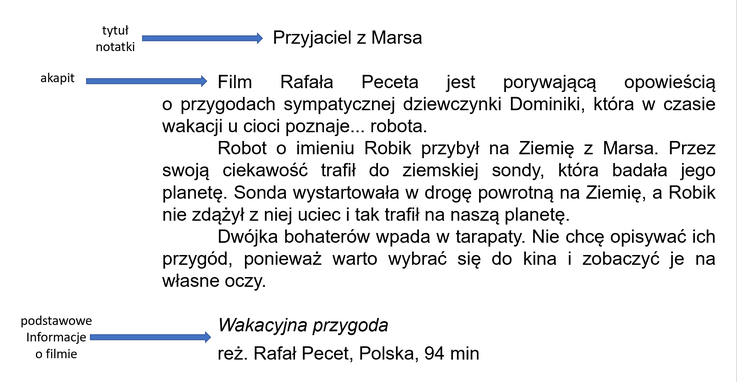 tytuł
notatki
Przyjaciel z Marsa
akapit
Film Rafała Peceta jest porywającą opowieścią
o przygodach sympatycznej dziewczynki Dominiki, która w czasie
wakacji u cioci poznaje... robota.
Robot o imieniu Robik przybył na Ziemię z Marsa. Przez
swoją ciekawość trafił do ziemskiej sondy, która badała jego
planetę. Sonda wystartowała w drogę powrotną na Ziemię, a Robik
nie zdążył z niej uciec i tak trafił na naszą planetę.
Dwójka bohaterów wpada w tarapaty. Nie chcę opisywać ich
przygód, ponieważ warto wybrać się do kina i zobaczyć je na
własne oczy.
podstawowe
Informacje
o filmie
Wakacyjna przygoda
reż. Rafał Pecet, Polska, 94 min